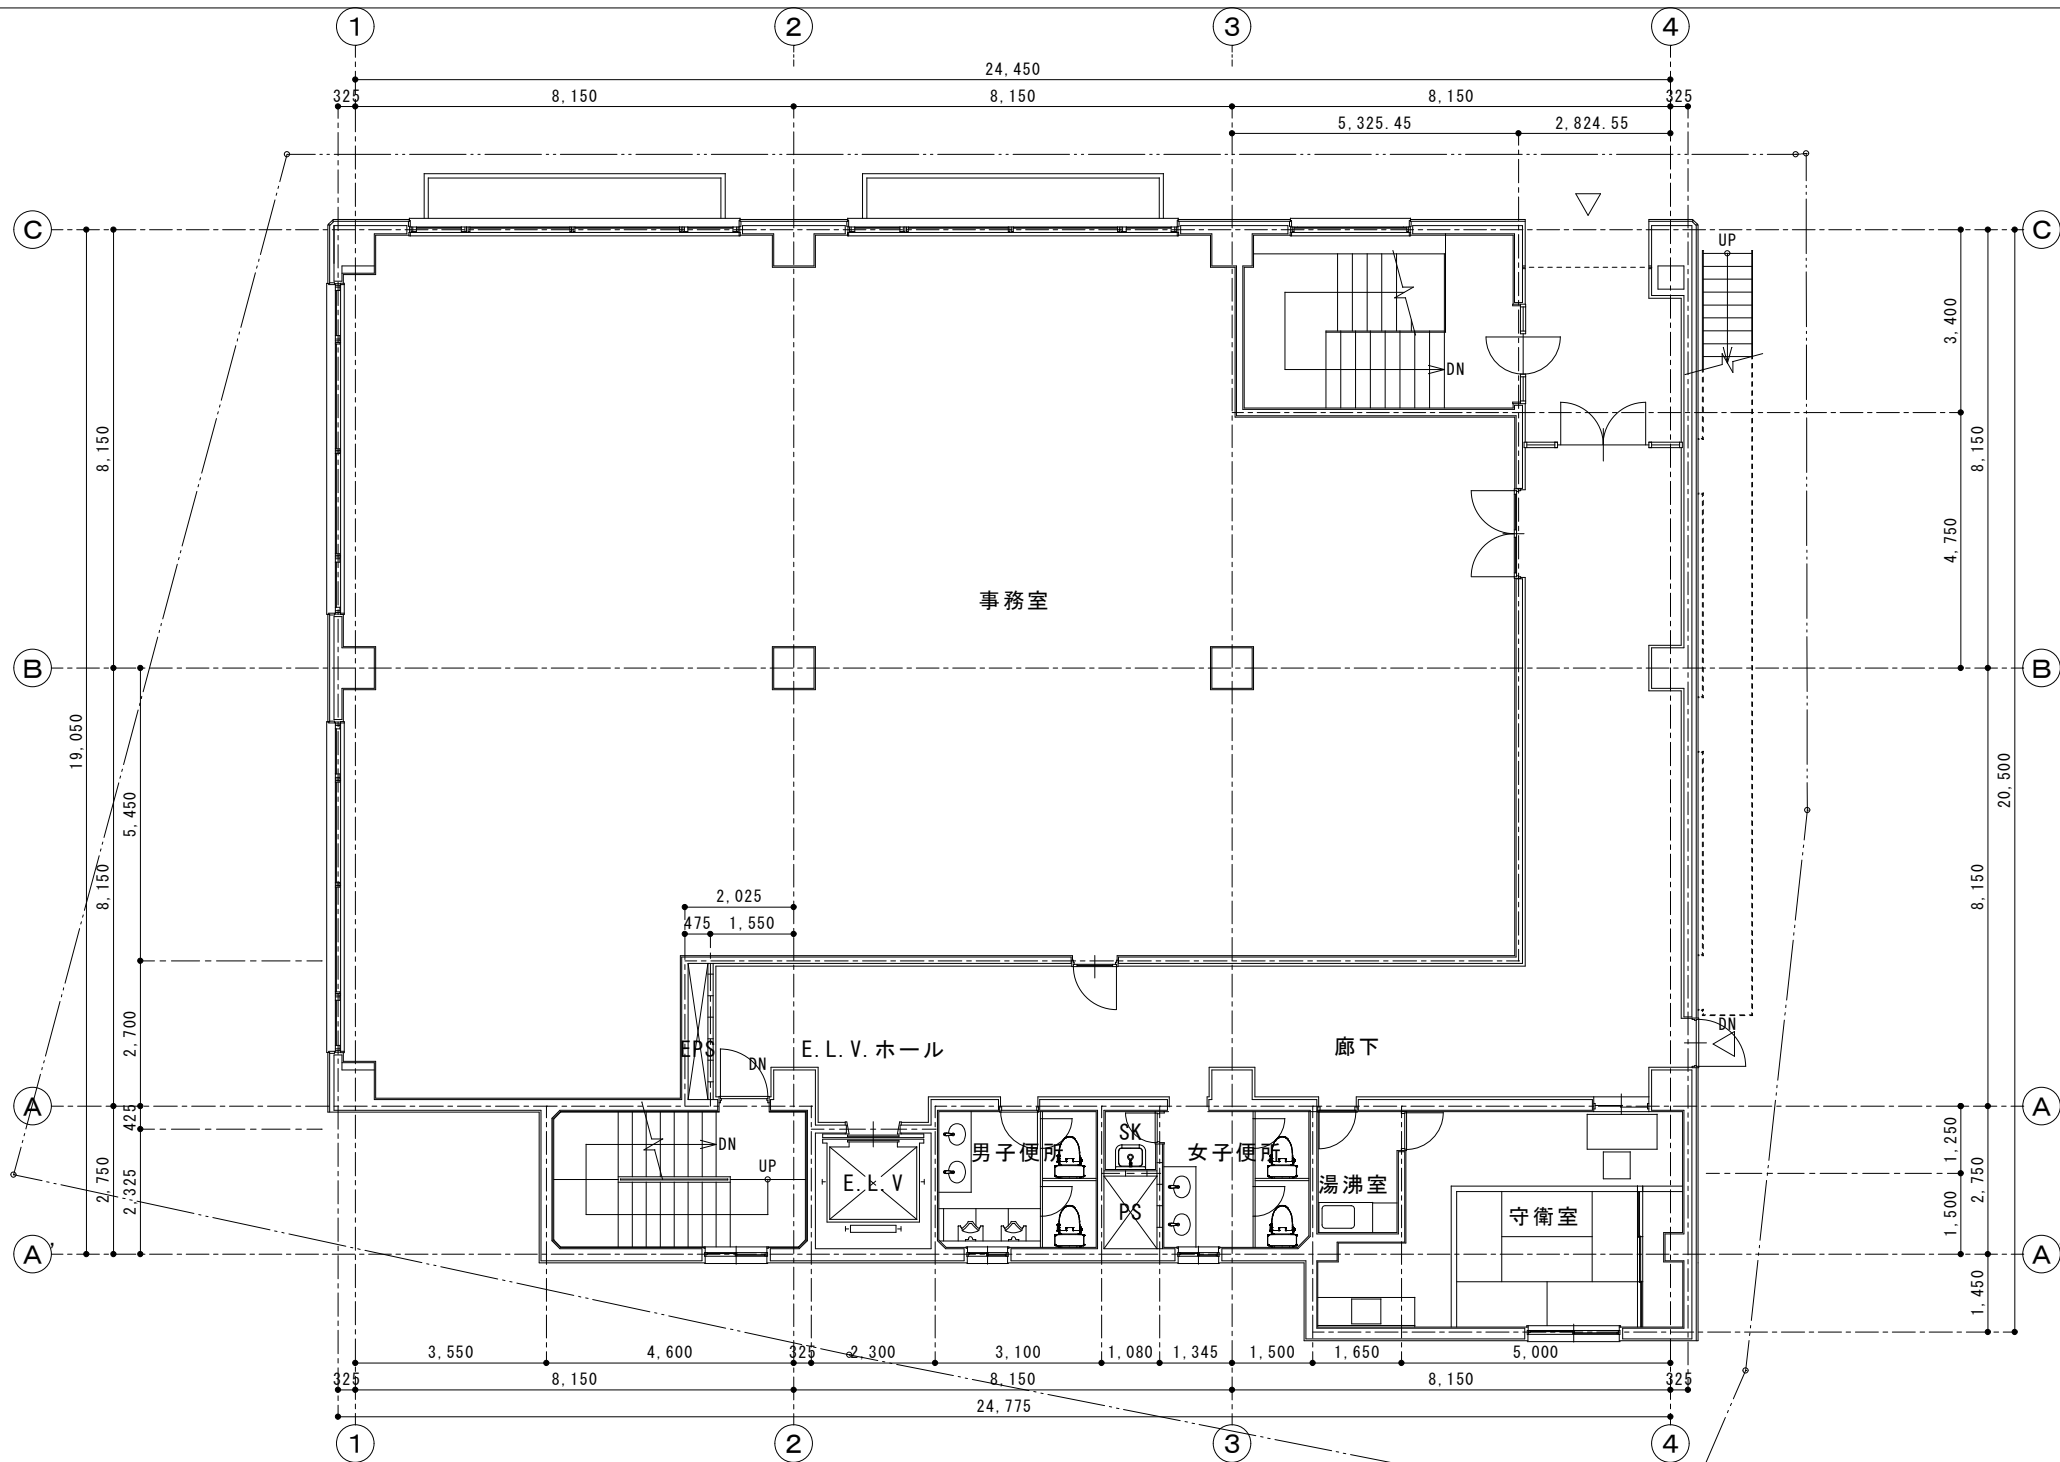 1 2 3 4
24,450
325 8,150 8,150 8,150 325
5,325.45 2,824.55
C C
UP
3,400
DN
8,150 8,150
4,750
事務室
B B
19,050 20,500
5,450
8,150 8,150
2,025
475 1,550
2,700
EPS DN E.L.V.ホール 廊下 DN
A A
425
DN UP E.L.V 男子便所 SK 女子便所 湯沸室 1,250
PS 守衛室
2,750 2,325 1,500 2,750
A' A
1,450
3,550 4,600 325 2,300 3,100 1,080 1,345 1,500 1,650 5,000
325 8,150 8,150 8,150 325
24,775
1 2 3 4